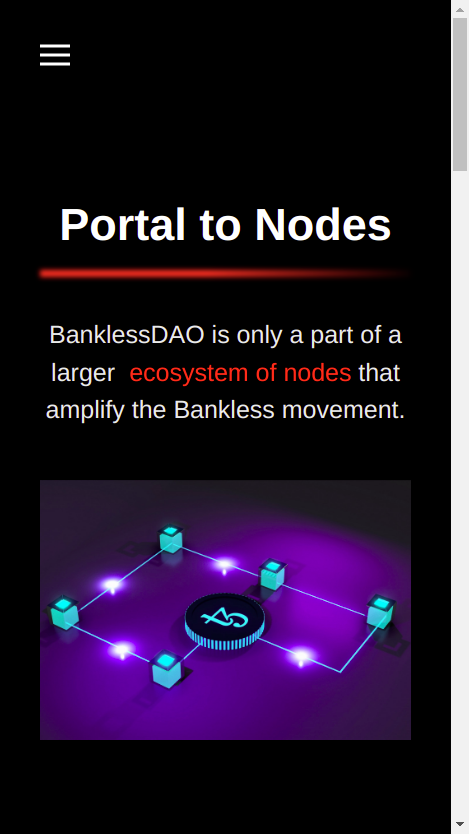 Portal to Nodes
BanklessDAO is only a part of a
larger ecosystem of nodes that
amplify the Bankless movement.